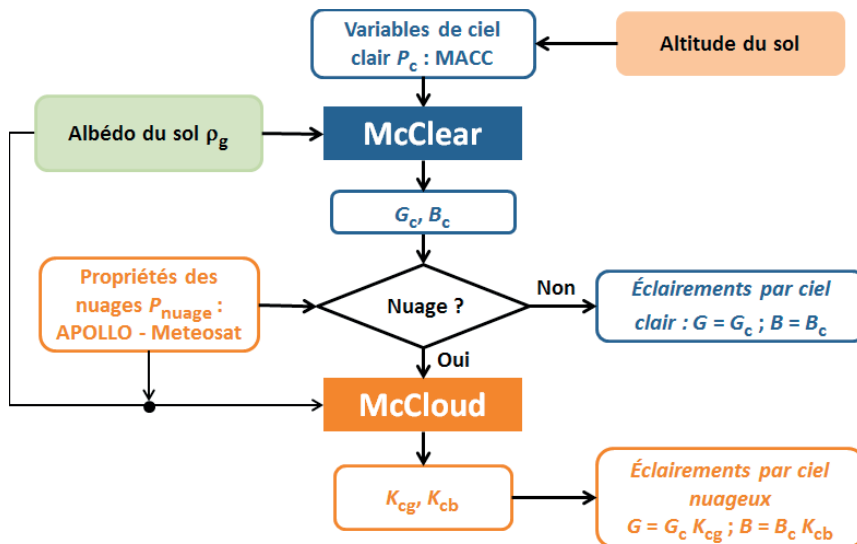 Variables de ciel
clair Pc : MACC
Altitude du sol
Albédo du sol ρg
McClear
Gc, Bc
Propriétés des
nuages Pnuage :
APOLLO - Meteosat
Nuage ?
Non
Éclairements par ciel
clair : G = Gc ; B = Bc
Oui
McCloud
Kcg, Kcb
Éclairements par ciel
nuageux
G = Gc Kcg ; B = Bc Kcb